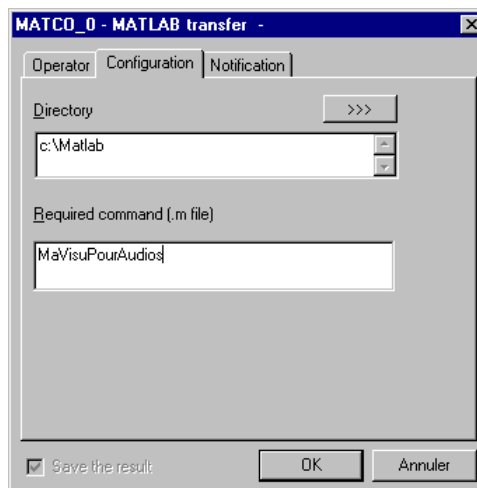 MATCO_0 - MATLAB transfer -
Operator Configuration Notification
Directory >>>
c:\Matlab
Required command (.m file)
MaVisuPourAudios
Save the result OK Annuler